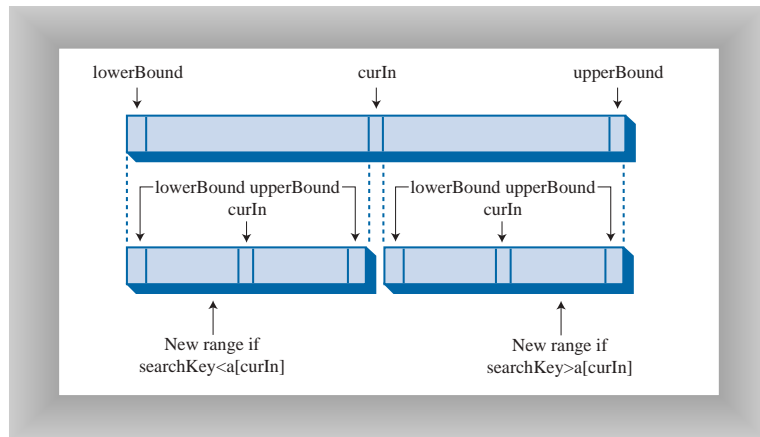 lowerBound curIn upperBound
lowerBound upperBound lowerBound upperBound
curIn curIn
New range if New range if
searchKey<a[curIn] searchKey>a[curIn]